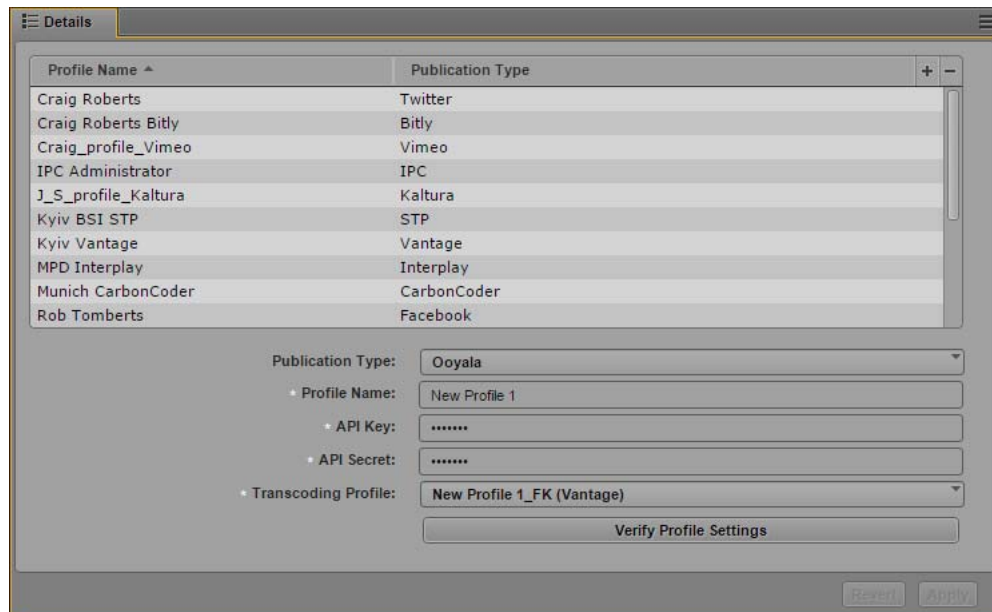 Details
Profile Name Publication Type + −
Craig Roberts Twitter
Craig Roberts Bitly Bitly
Craig_profile_Vimeo Vimeo
IPC Administrator IPC
J_S_profile_Kaltura Kaltura
Kyiv BSI STP STP
Kyiv Vantage Vantage
MPD Interplay Interplay
Munich CarbonCoder CarbonCoder
Rob Tomberts Facebook
Publication Type: Ooyala
* Profile Name: New Profile 1
* API Key: •••••••
* API Secret: •••••••
* Transcoding Profile: New Profile 1_FK (Vantage)
Verify Profile Settings
Revert Apply